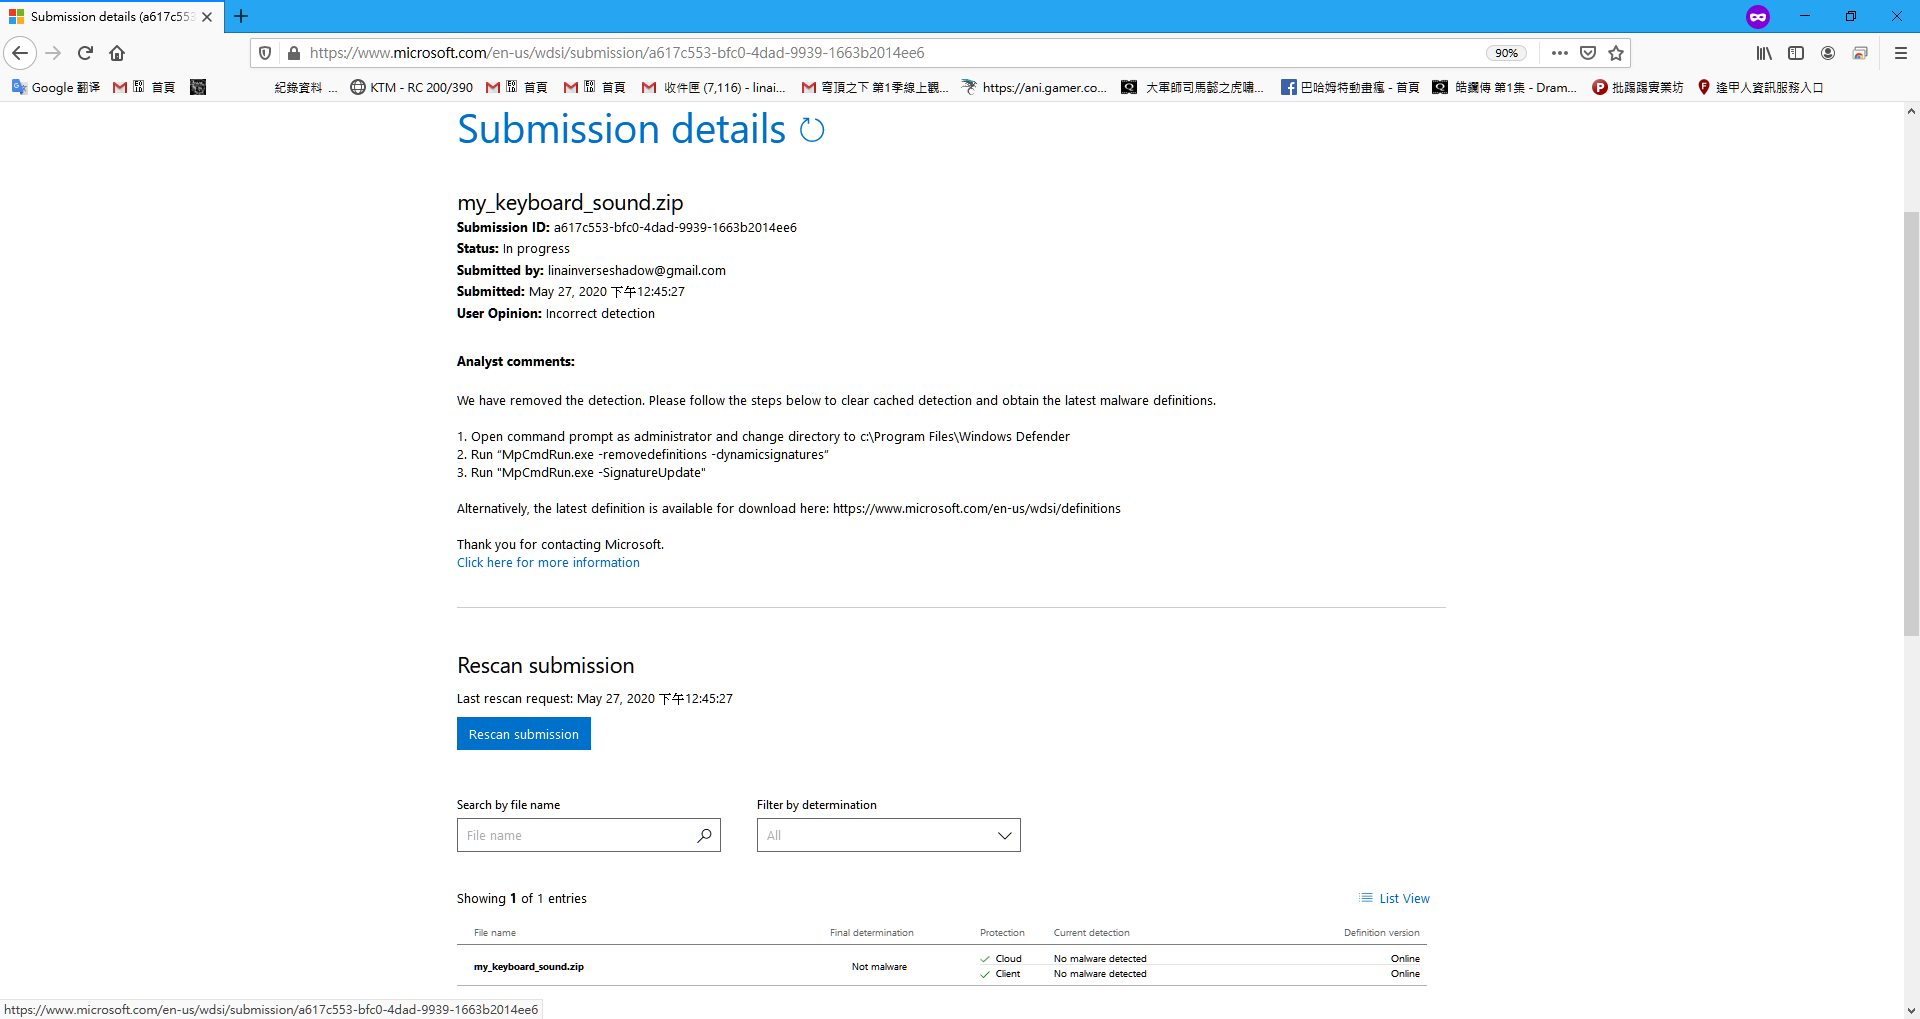 Submission details (a617c553
https://www.microsoft.com/en-us/wdsi/submission/a617c553-bfc0-4dad-9939-1663b2014ee6
90%
Google 翻译
首頁
紀錄資料 ...
KTM - RC 200/390
首頁
首頁
收件匣 (7,116) - linai...
穹頂之下 第1季線上觀...
https://ani.gamer.co...
大軍師司馬懿之虎嘯...
巴哈姆特動畫瘋 - 首頁
皓鑭傳 第1集 - Dram...
批踢踢實業坊
逢甲人資訊服務入口
Submission details
my_keyboard_sound.zip
Submission ID: a617c553-bfc0-4dad-9939-1663b2014ee6
Status: In progress
Submitted by: linainverseshadow@gmail.com
Submitted: May 27, 2020 下午12:45:27
User Opinion: Incorrect detection
Analyst comments:
We have removed the detection. Please follow the steps below to clear cached detection and obtain the latest malware definitions.
1. Open command prompt as administrator and change directory to c:\Program Files\Windows Defender
2. Run “MpCmdRun.exe -removedefinitions -dynamicsignatures”
3. Run "MpCmdRun.exe -SignatureUpdate"
Alternatively, the latest definition is available for download here: https://www.microsoft.com/en-us/wdsi/definitions
Thank you for contacting Microsoft.
Click here for more information
Rescan submission
Last rescan request: May 27, 2020 下午12:45:27
Rescan submission
Search by file name
Filter by determination
File name
All
Showing 1 of 1 entries
List View
File name Final determination Protection Current detection Definition version
my_keyboard_sound.zip Not malware
Cloud No malware detected Online
Client No malware detected Online
https://www.microsoft.com/en-us/wdsi/submission/a617c553-bfc0-4dad-9939-1663b2014ee6